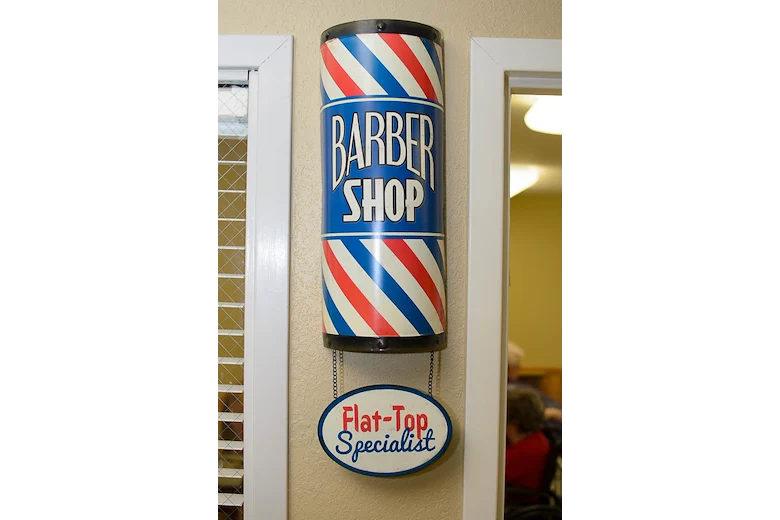 BARBER
SHOP
Flat-Top
Specialist